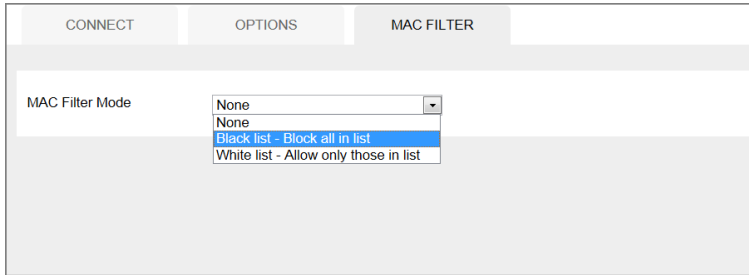 CONNECT OPTIONS MAC FILTER
MAC Filter Mode None
None
Black list - Block all in list
White list - Allow only those in list